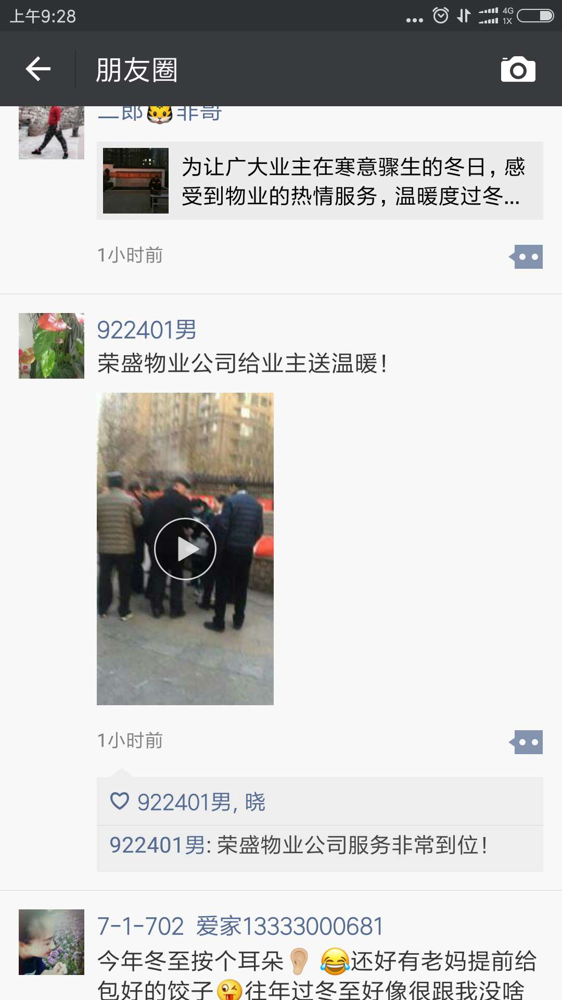 上午9:28
4G
1X
朋友圈
二郎🐯非哥
为让广大业主在寒意骤生的冬日，感
受到物业的热情服务，温暖度过冬...
1小时前
922401男
荣盛物业公司给业主送温暖！
1小时前
922401男, 晓
922401男: 荣盛物业公司服务非常到位！
7-1-702 爱家13333000681
今年冬至按个耳朵👂 😂还好有老妈提前给
包好的饺子😜往年过冬至好像很跟我没啥